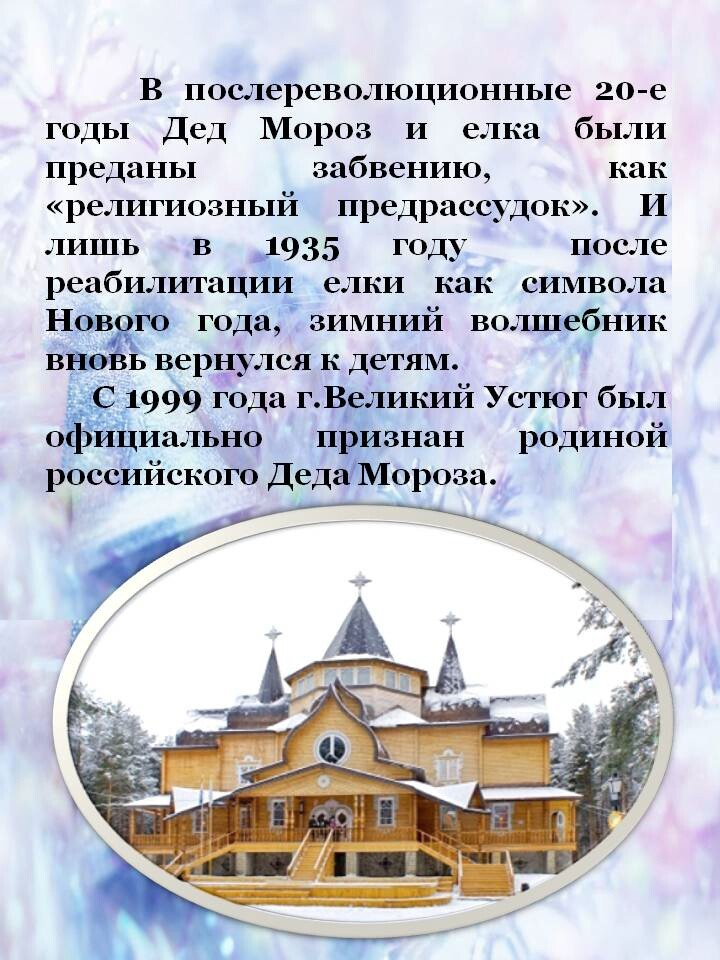 В послереволюционные 20-е
годы Дед Мороз и елка были
преданы забвению, как
«религиозный предрассудок». И
лишь в 1935 году после
реабилитации елки как символа
Нового года, зимний волшебник
вновь вернулся к детям.
С 1999 года г.Великий Устюг был
официально признан родиной
российского Деда Мороза.